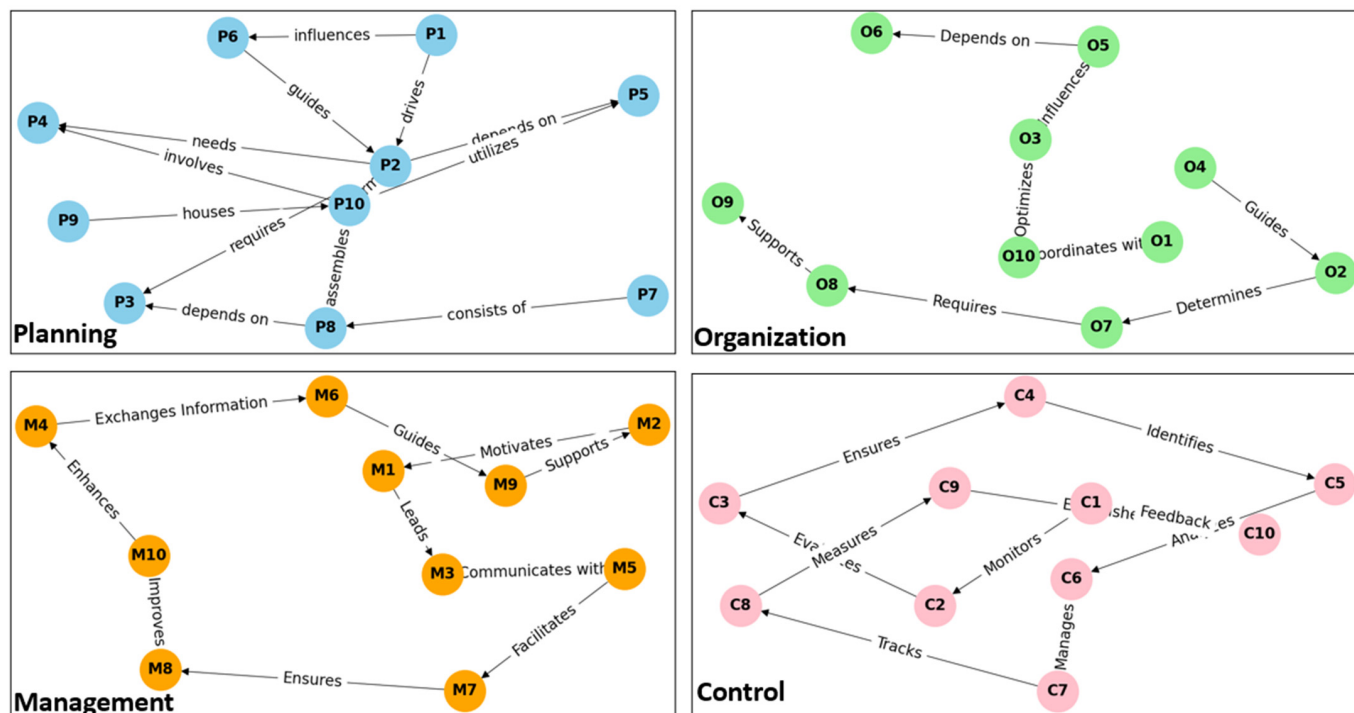 P6 influences P1
guides drives
P5
P4 needs depends on
involves P2 utilizes
P10
P9 houses
requires
assembles
P3 depends on P8 consists of P7
Planning
O6 Depends on O5
influences
O3
O4
Optimizes Guides
O9 Supports
O10 O1
O8 O2
Requires Determines
O7
Organization
M4 Exchanges Information M6
M2
Guides Motivates
M1 Supports
M9
Enhances Leads
M10 M3 Communicates with M5
Improves Facilitates
M8 Ensures M7
Management
C4
Ensures Identifies
C3 C9 C1 C5
Feedback
C10
Measures Monitors
C6
C8 C2
Manages
Tracks
C7
Control